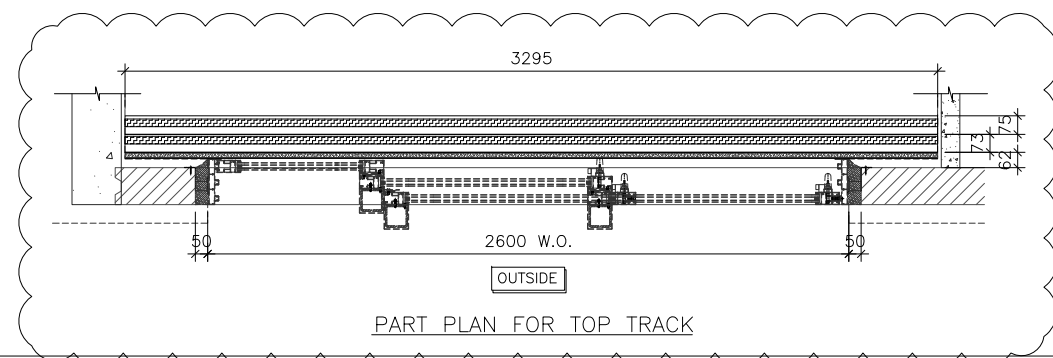 3295
75
73
62
50
2600 W.O.
50
OUTSIDE
PART PLAN FOR TOP TRACK